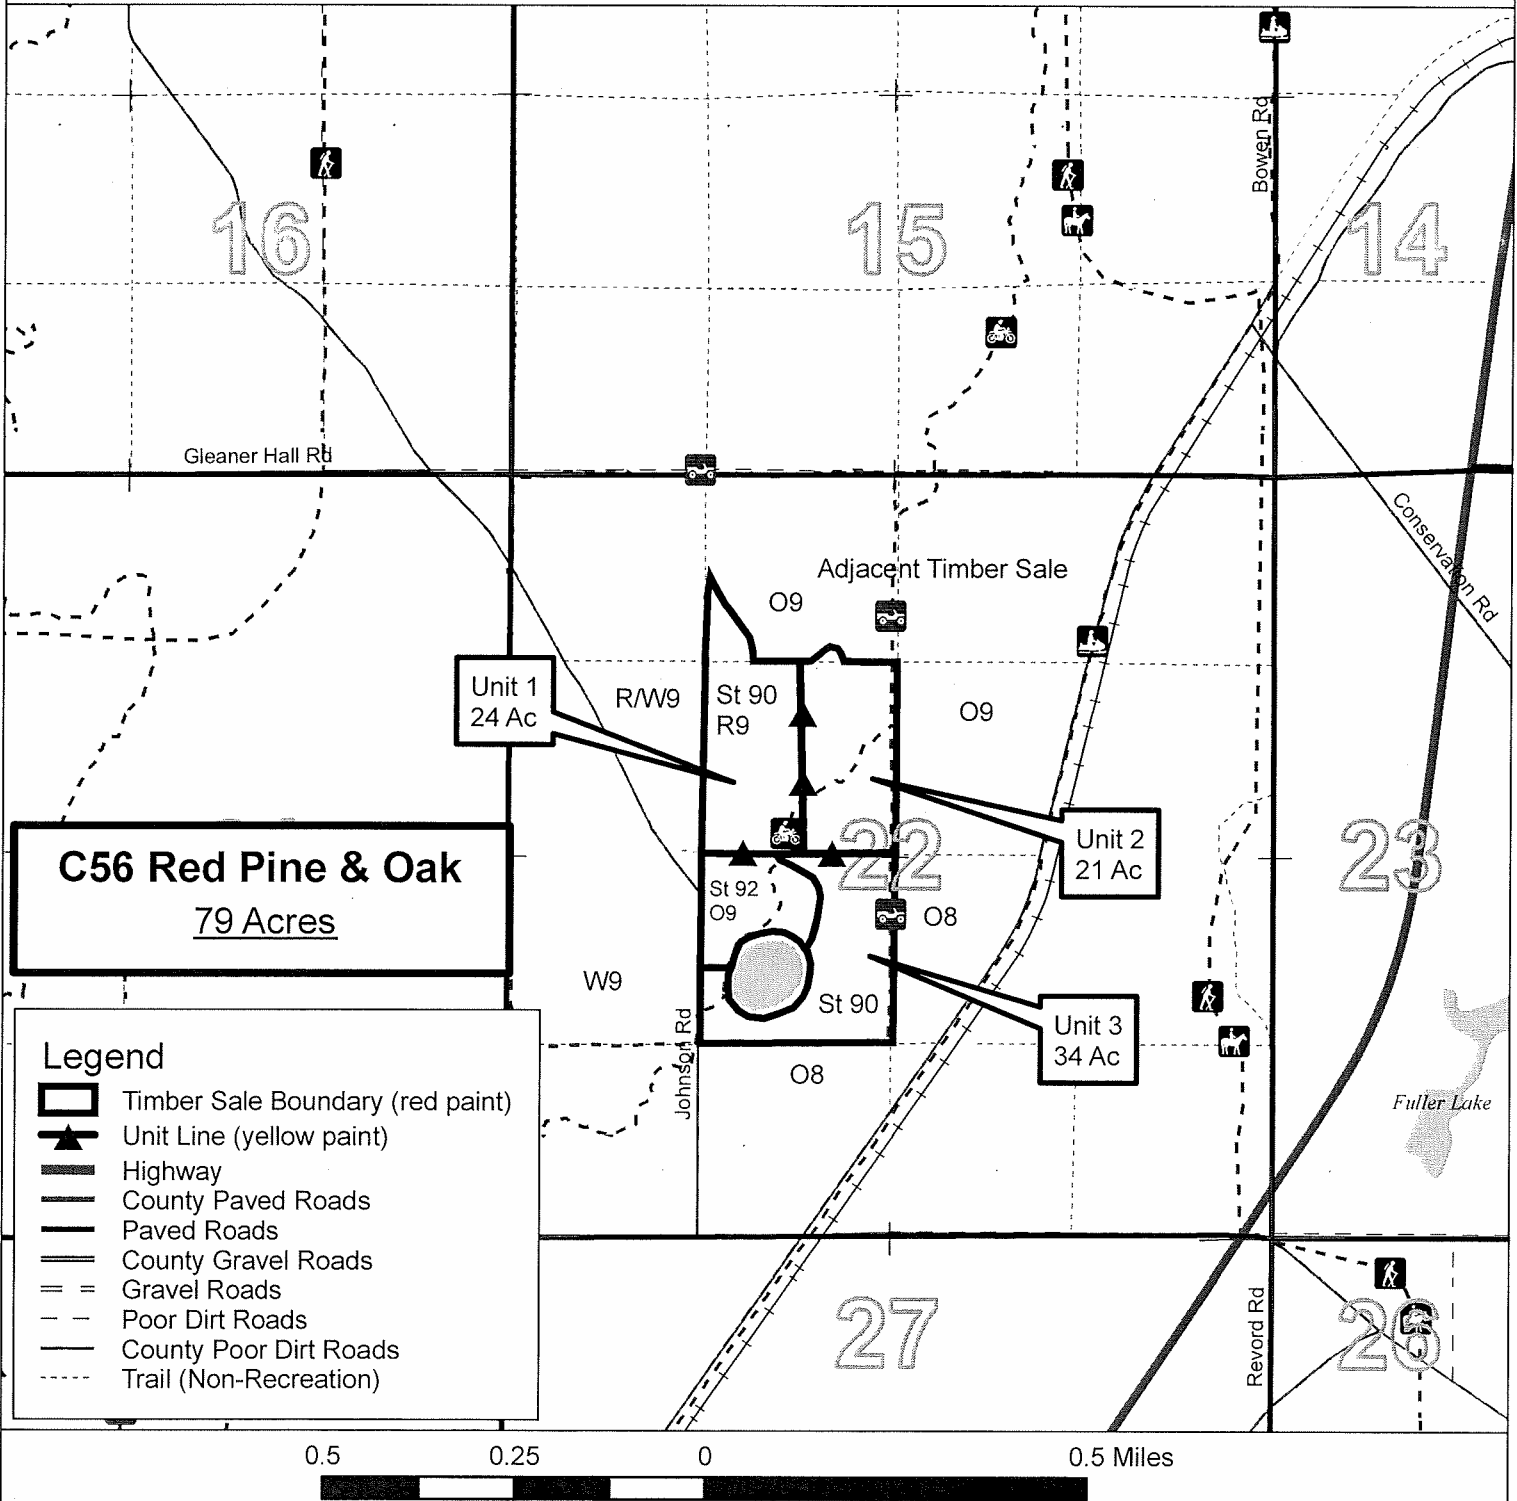 Bowen Rd
16
15
14
Gleaner Hall Rd
Conservation Rd
Adjacent Timber Sale
O9
Unit 1
24 Ac
R/W9
St 90
R9
O9
Unit 2
21 Ac
22
23
C56 Red Pine & Oak
79 Acres
St 92
O9
O8
W9
St 90
Unit 3
34 Ac
Johnson Rd
O8
Fuller Lake
Legend
Timber Sale Boundary (red paint)
Unit Line (yellow paint)
Highway
County Paved Roads
Paved Roads
County Gravel Roads
Gravel Roads
Poor Dirt Roads
County Poor Dirt Roads
Trail (Non-Recreation)
27
Revord Rd
26
0.5 0.25 0 0.5 Miles